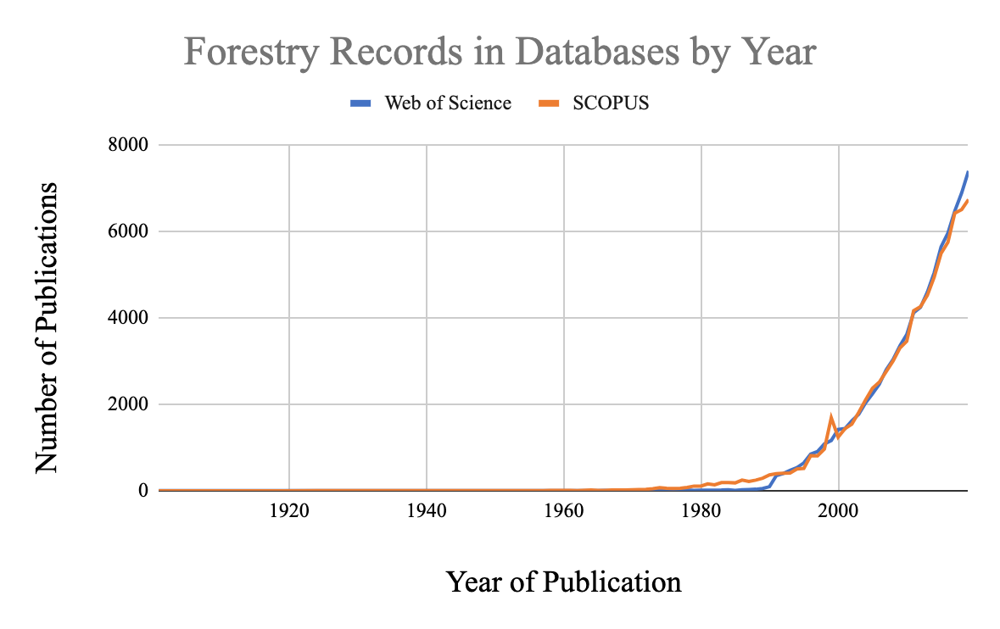 Forestry Records in Databases by Year
Web of Science SCOPUS
8000
6000
4000
2000
0
Number of Publications
1920 1940 1960 1980 2000
Year of Publication